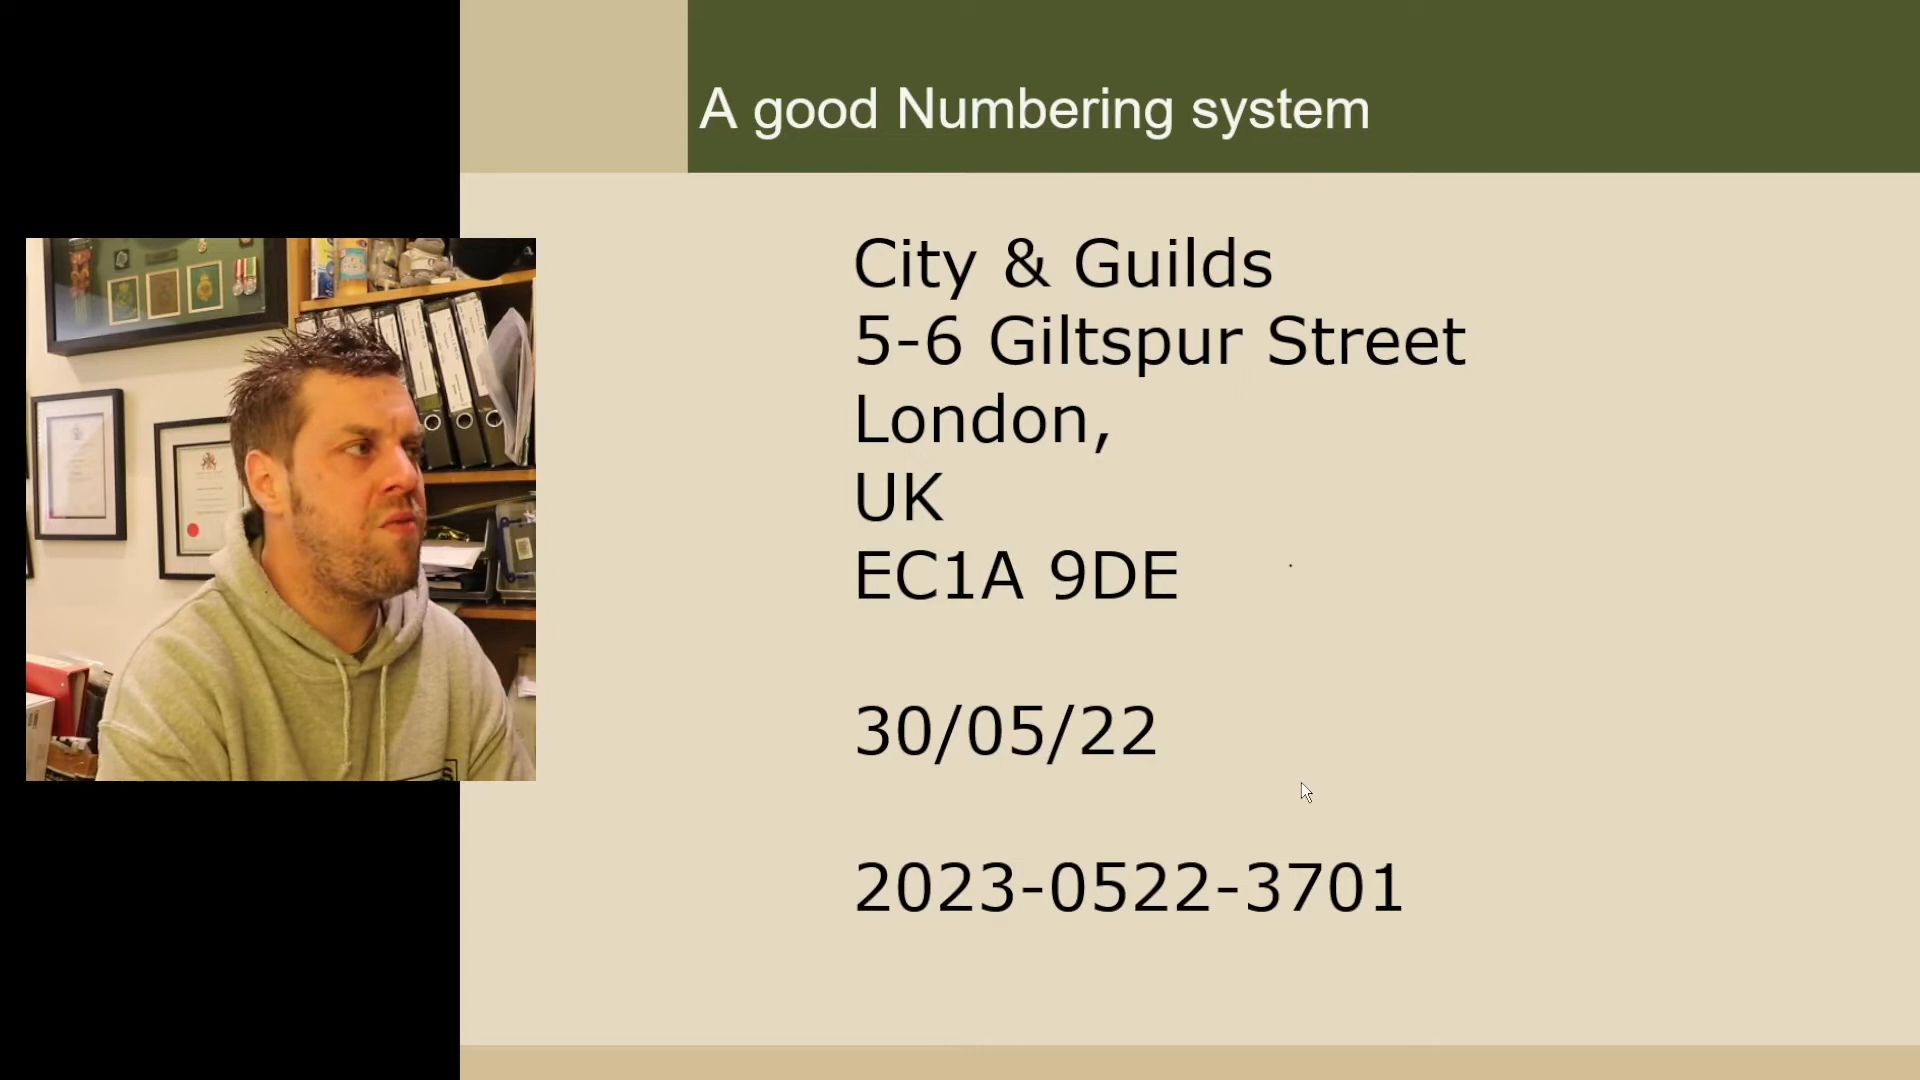 A good Numbering system
City & Guilds
5-6 Giltspur Street
London,
UK
EC1A 9DE
30/05/22
2023-0522-3701